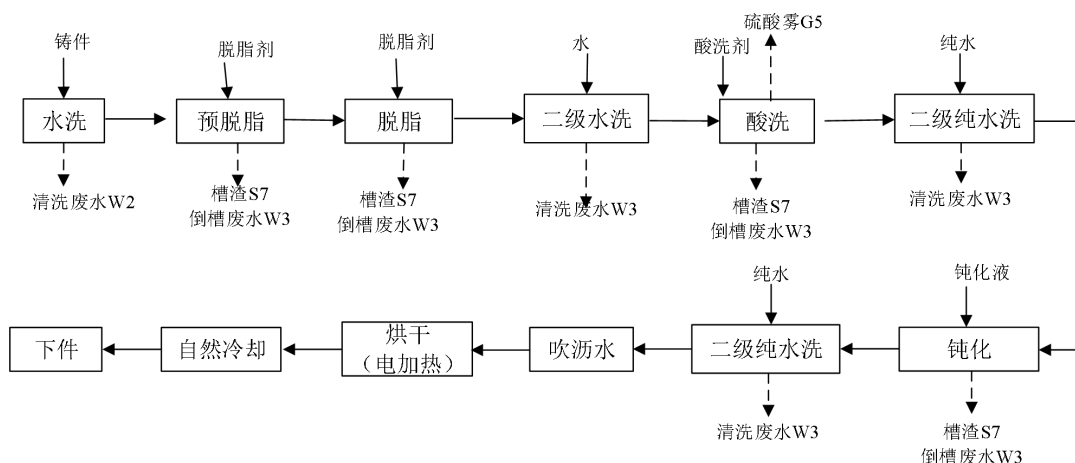 铸件
脱脂剂
脱脂剂
水
酸洗剂
硫酸雾G5
纯水
水洗
预脱脂
脱脂
二级水洗
酸洗
二级纯水洗
清洗废水W2
槽渣S7
倒槽废水W3
槽渣S7
倒槽废水W3
清洗废水W3
槽渣S7
倒槽废水W3
清洗废水W3
纯水
钝化液
下件
自然冷却
烘干
（电加热）
吹沥水
二级纯水洗
钝化
清洗废水W3
槽渣S7
倒槽废水W3